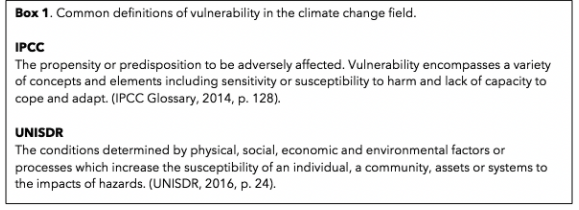 Box 1. Common definitions of vulnerability in the climate change field.
IPCC
The propensity or predisposition to be adversely affected. Vulnerability encompasses a variety
of concepts and elements including sensitivity or susceptibility to harm and lack of capacity to
cope and adapt. (IPCC Glossary, 2014, p. 128).
UNISDR
The conditions determined by physical, social, economic and environmental factors or
processes which increase the susceptibility of an individual, a community, assets or systems to
the impacts of hazards. (UNISDR, 2016, p. 24).